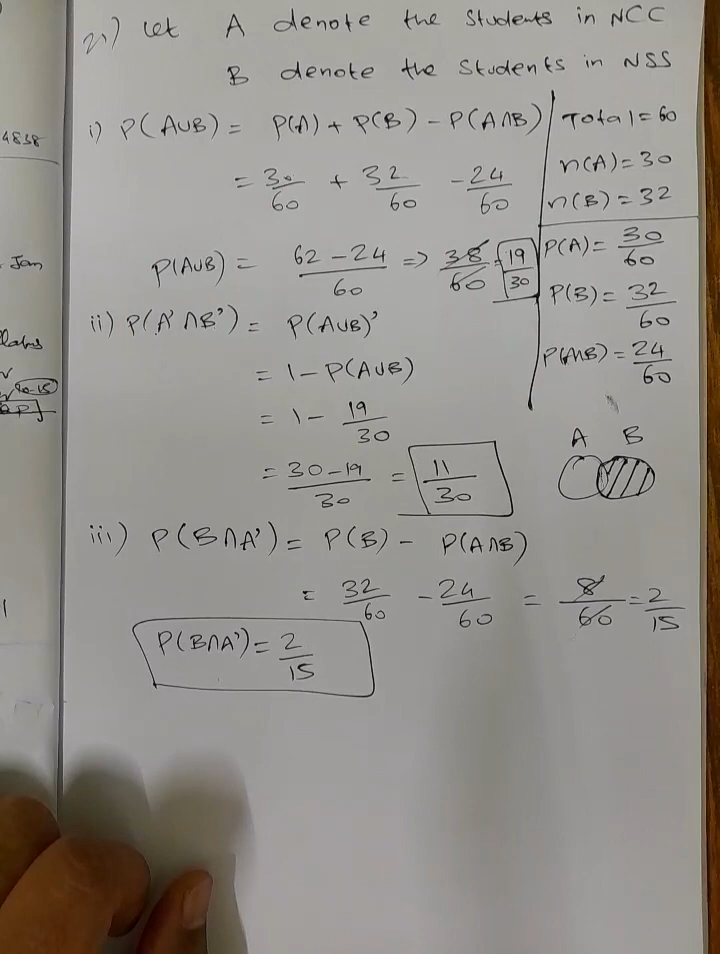 21) Let A denote the Students in NCC
B denote the Students in NSS
i) P(A∪B) = P(A) + P(B) - P(A∩B)
= 30/60 + 32/60 - 24/60
P(A∪B) = 62-24/60 => 38/60 = 19/30
ii) P(A'∩B') = P(A∪B)'
= 1 - P(A∪B)
= 1 - 19/30
= 30-19/30 = 11/30
iii) P(B∩A') = P(B) - P(A∩B)
= 32/60 - 24/60 = 8/60 = 2/15
P(B∩A') = 2/15
Total = 60
n(A) = 30
n(B) = 32
P(A) = 30/60
P(B) = 32/60
P(A∩B) = 24/60
A B
4838
Jan